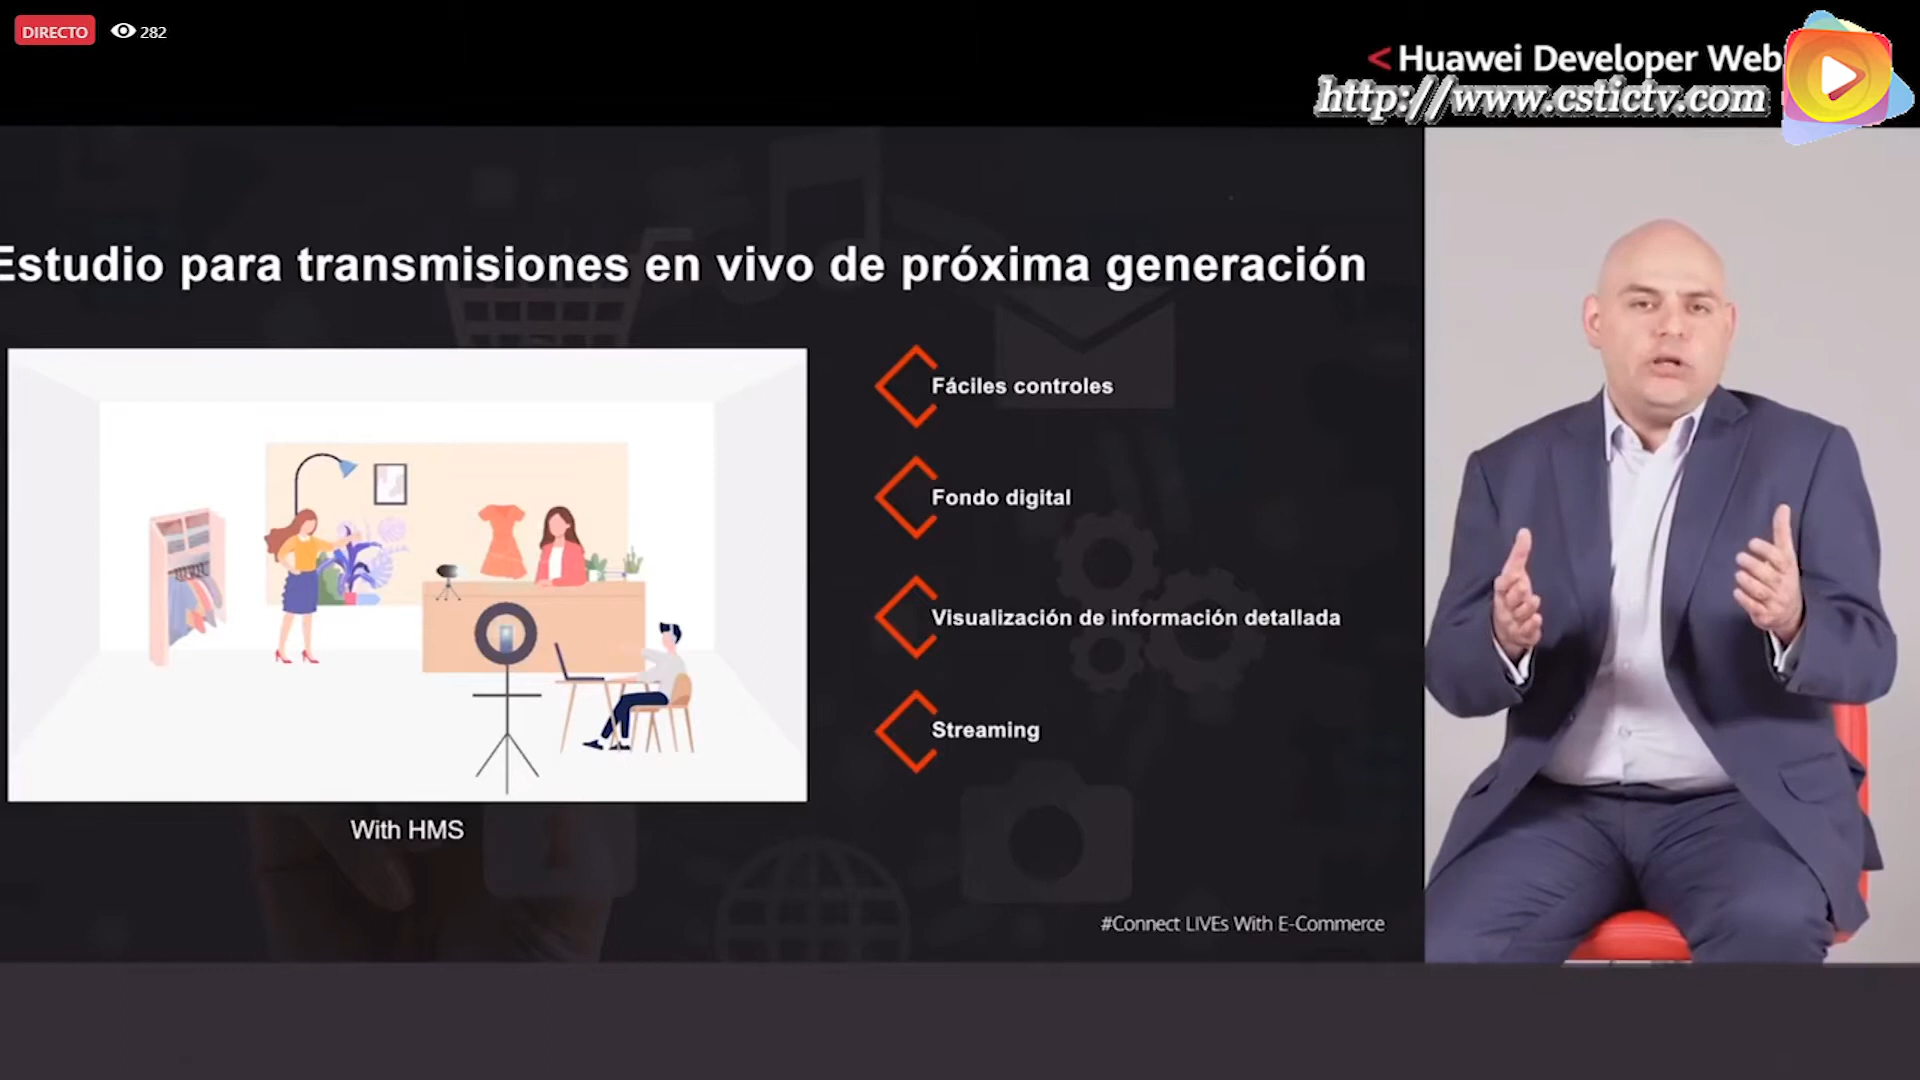 DIRECTO 282
< Huawei Developer Web
http://www.cstictv.com
Estudio para transmisiones en vivo de próxima generación
Fáciles controles
Fondo digital
Visualización de información detallada
Streaming
With HMS
#Connect LIVEs With E-Commerce